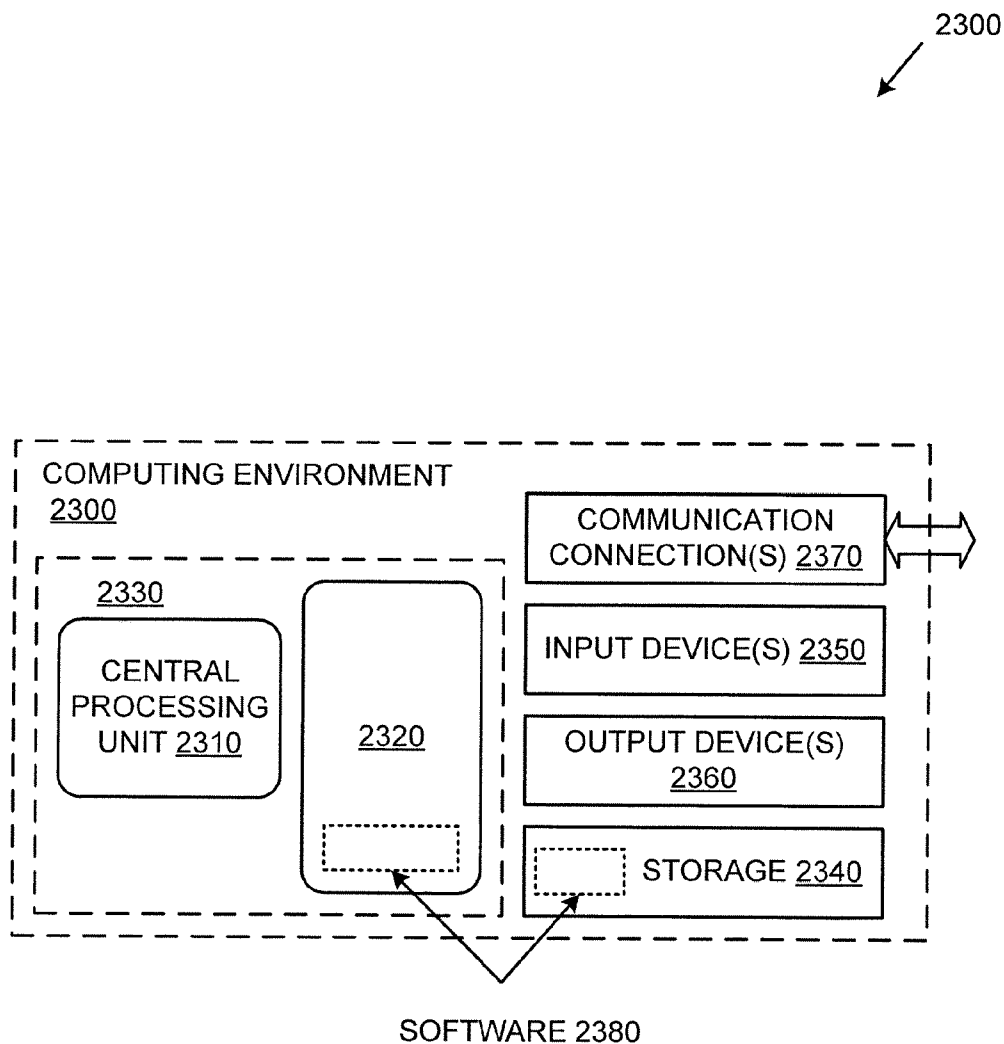 2300
COMPUTING ENVIRONMENT
2300
COMMUNICATION
CONNECTION(S) 2370
2330
CENTRAL
PROCESSING
UNIT 2310
2320
INPUT DEVICE(S) 2350
OUTPUT DEVICE(S)
2360
STORAGE 2340
SOFTWARE 2380